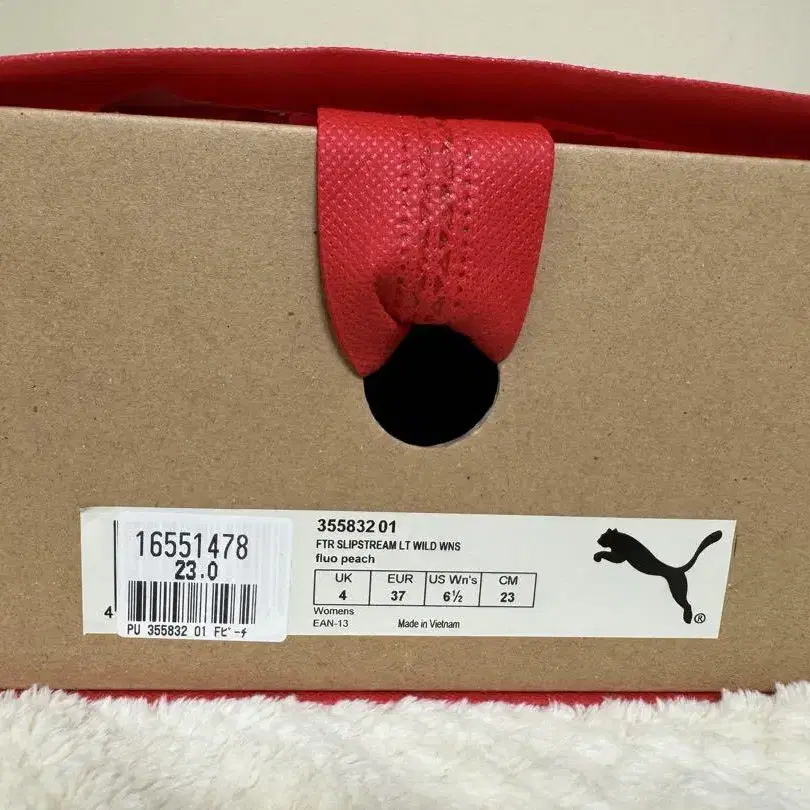 16551478
23.0
PU 355832 01 Fピーチ
4
355832 01
FTR SLIPSTREAM LT WILD WNS
fluo peach
UK EUR US Wn's CM
4 37 6½ 23
Womens
EAN-13 Made in Vietnam
®